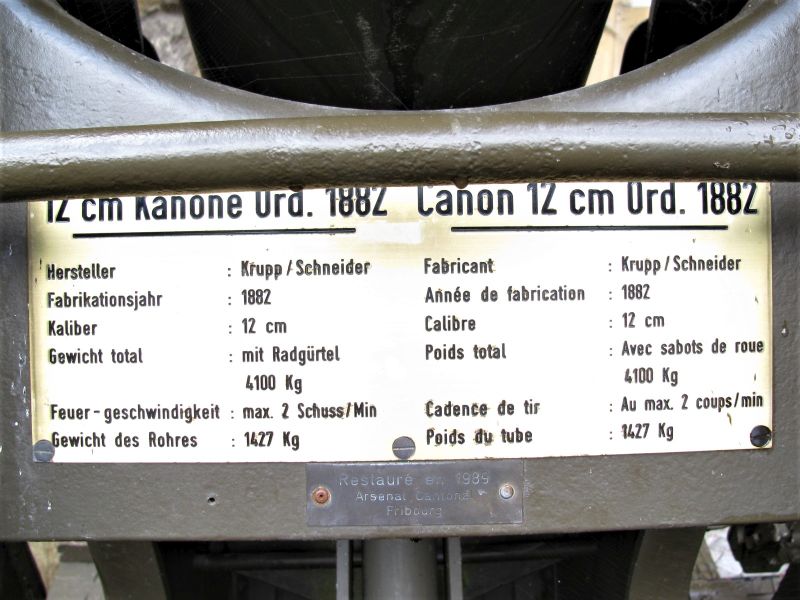 12 cm Kanone Ord. 1882
Hersteller : Krupp/Schneider
Fabrikationsjahr : 1882
Kaliber : 12 cm
Gewicht total : mit Radgürtel
4100 Kg
Feuer-geschwindigkeit : max. 2 Schuss/Min
Gewicht des Rohres : 1427 Kg
Canon 12 cm Ord. 1882
Fabricant : Krupp/Schneider
Année de fabrication : 1882
Calibre : 12 cm
Poids total : Avec sabots de roue
4100 Kg
Cadence de tir : Au max. 2 coups/min
Poids du tube : 1427 Kg
Restauré en 1989
Arsenal Cantonal
Fribourg